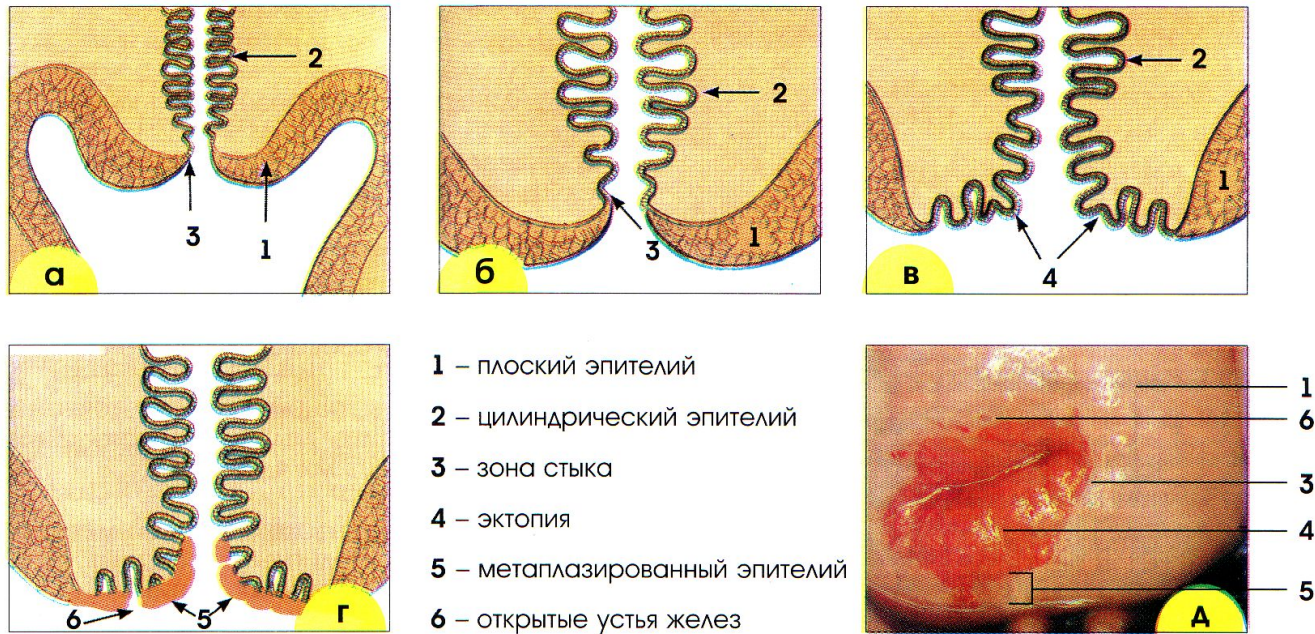 2
3
1
а
2
3
1
б
2
1
4
в
6
5
г
1 – плоский эпителий
2 – цилиндрический эпителий
3 – зона стыка
4 – эктопия
5 – метаплазированный эпителий
6 – открытые устья желез
1
6
3
4
5
д